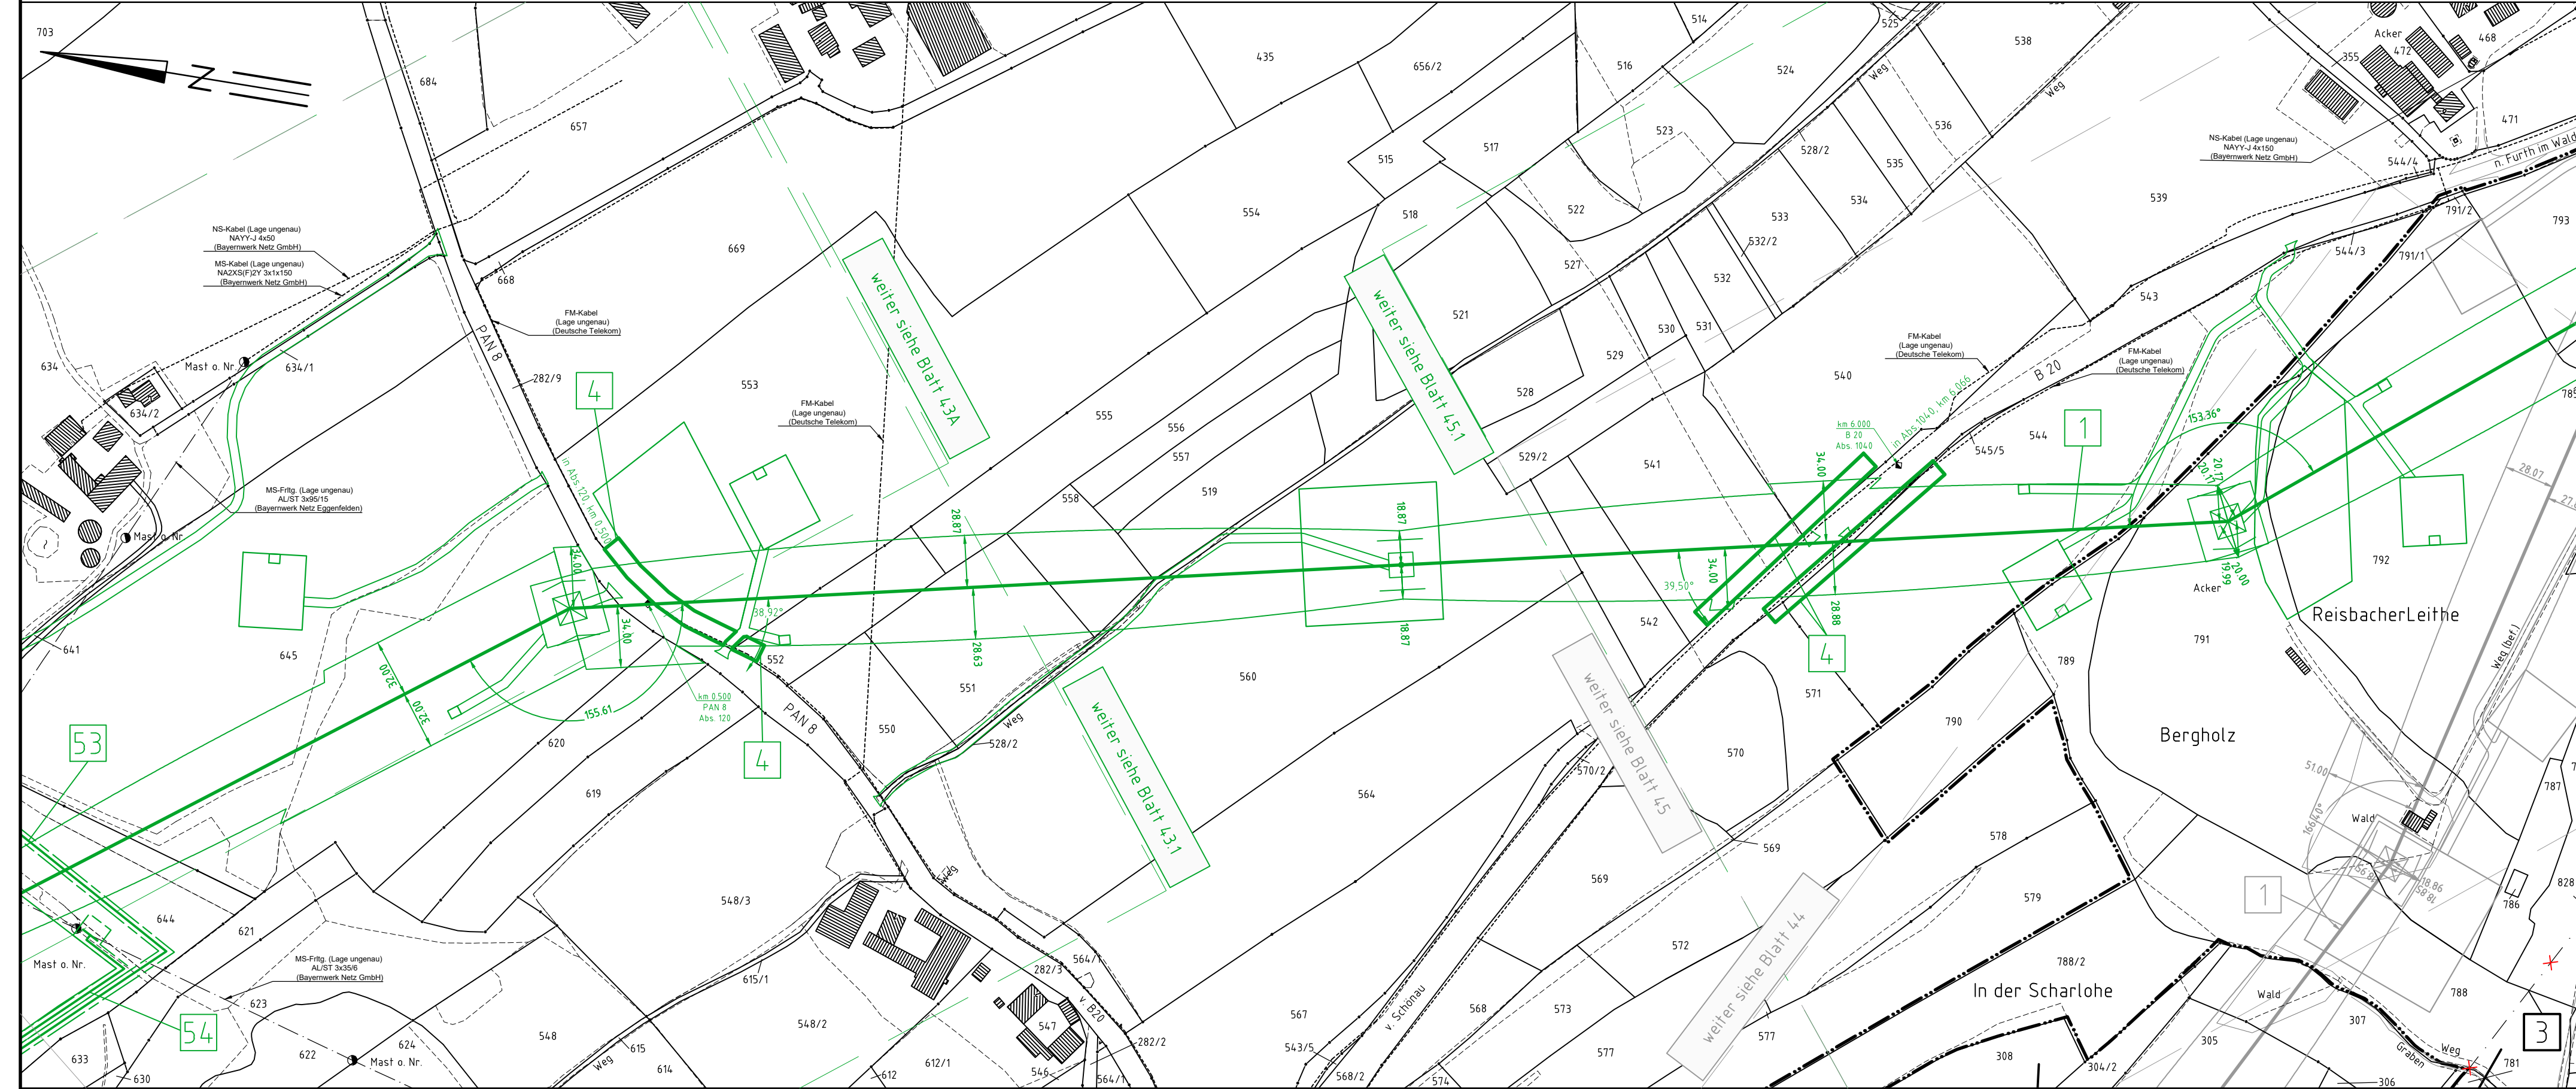 703
N
684
657
435
656/2
514
516
517
515
518
523
522
524
525
Weg
538
Weg
536
535
528/2
534
533
532/2
532
531
530
529
527
521
528
539
Acker
472
468
355
471
544/4
n. Furth im Wald
NS-Kabel (Lage ungenau)
NAYY-J 4x150
(Bayernwerk Netz GmbH)
791/2
793
544/3
791/1
543
NS-Kabel (Lage ungenau)
NAYY-J 4x50
(Bayernwerk Netz GmbH)
MS-Kabel (Lage ungenau)
NA2XS(F)2Y 3x1x150
(Bayernwerk Netz GmbH)
668
669
554
FM-Kabel
(Lage ungenau)
(Deutsche Telekom)
PAN 8
282/9
634
Mast o. Nr.
634/1
634/2
4
553
FM-Kabel
(Lage ungenau)
(Deutsche Telekom)
weiter siehe Blatt 43A
weiter siehe Blatt 45.1
555
556
557
558
519
540
541
529/2
FM-Kabel
(Lage ungenau)
(Deutsche Telekom)
B 20
FM-Kabel
(Lage ungenau)
(Deutsche Telekom)
in Abs.1040, km 6.066
km 6.000
B 20
Abs. 1040
545/5
544
1
153.36°
MS-Frltg. (Lage ungenau)
AL/ST 3x95/15
(Bayernwerk Netz Eggenfelden)
Mast o. Nr.
in Abs.120, km 0.500
34.00
34.00
38,92°
28.87
28.63
18.87
18.87
34.00
34.00
39,50°
28.88
4
20.17
20.17
19.99
20.00
28.07
792
Acker
ReisbacherLeithe
791
789
790
Bergholz
Weg (bef.)
641
645
32.00
32.00
155.61
km 0.500
PAN 8
Abs. 120
4
552
551
550
PAN 8
Weg
528/2
560
542
571
570
570/2
569
569
564
weiter siehe Blatt 43.1
weiter siehe Blatt 45
weiter siehe Blatt 44
53
620
619
644
621
Mast o. Nr.
54
MS-Frltg. (Lage ungenau)
AL/ST 3x35/6
(Bayernwerk Netz GmbH)
623
622
624
Mast o. Nr.
633
630
548/3
548
615/1
615
614
Weg
548/2
612/1
612
Weg
564/1
282/3
v. B20
547
546
564/1
282/2
567
543/5
568/2
v. Schönau
568
574
573
572
577
577
578
579
788/2
In der Scharlohe
308
304/2
51.00
166.40°
Wald
18.86
1
787
786
828
788
3
Wald
305
307
306
Graben
Weg
781